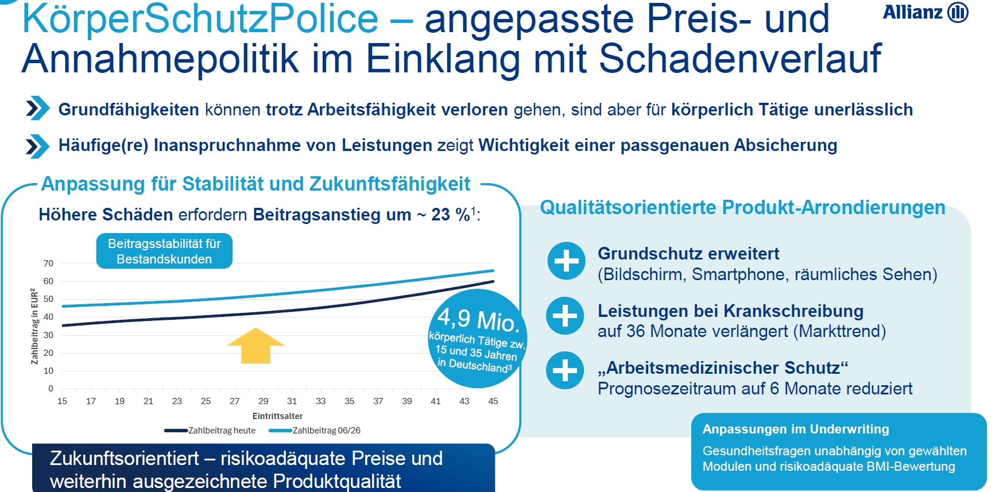 KörperSchutzPolice – angepasste Preis- und
Annahmepolitik im Einklang mit Schadenverlauf
Allianz
Grundfähigkeiten können trotz Arbeitsfähigkeit verloren gehen, sind aber für körperlich Tätige unerlässlich
Häufige(re) Inanspruchnahme von Leistungen zeigt Wichtigkeit einer passgenauen Absicherung
Anpassung für Stabilität und Zukunftsfähigkeit
Höhere Schäden erfordern Beitragsanstieg um ~ 23 %¹:
Beitragsstabilität für
Bestandskunden
Zahlbeitrag in EUR²
70
60
50
40
30
20
10
0
15 17 19 21 23 25 27 29 31 33 35 37 39 41 43 45
Eintrittsalter
Zahlbeitrag heute
Zahlbeitrag 06/26
4,9 Mio.
körperlich Tätige zw.
15 und 35 Jahren
in Deutschland³
Zukunftsorientiert – risikoadäquate Preise und
weiterhin ausgezeichnete Produktqualität
Qualitätsorientierte Produkt-Arrondierungen
Grundschutz erweitert
(Bildschirm, Smartphone, räumliches Sehen)
Leistungen bei Krankschreibung
auf 36 Monate verlängert (Markttrend)
„Arbeitsmedizinischer Schutz“
Prognosezeitraum auf 6 Monate reduziert
Anpassungen im Underwriting
Gesundheitsfragen unabhängig von gewählten
Modulen und risikoadäquate BMI-Bewertung